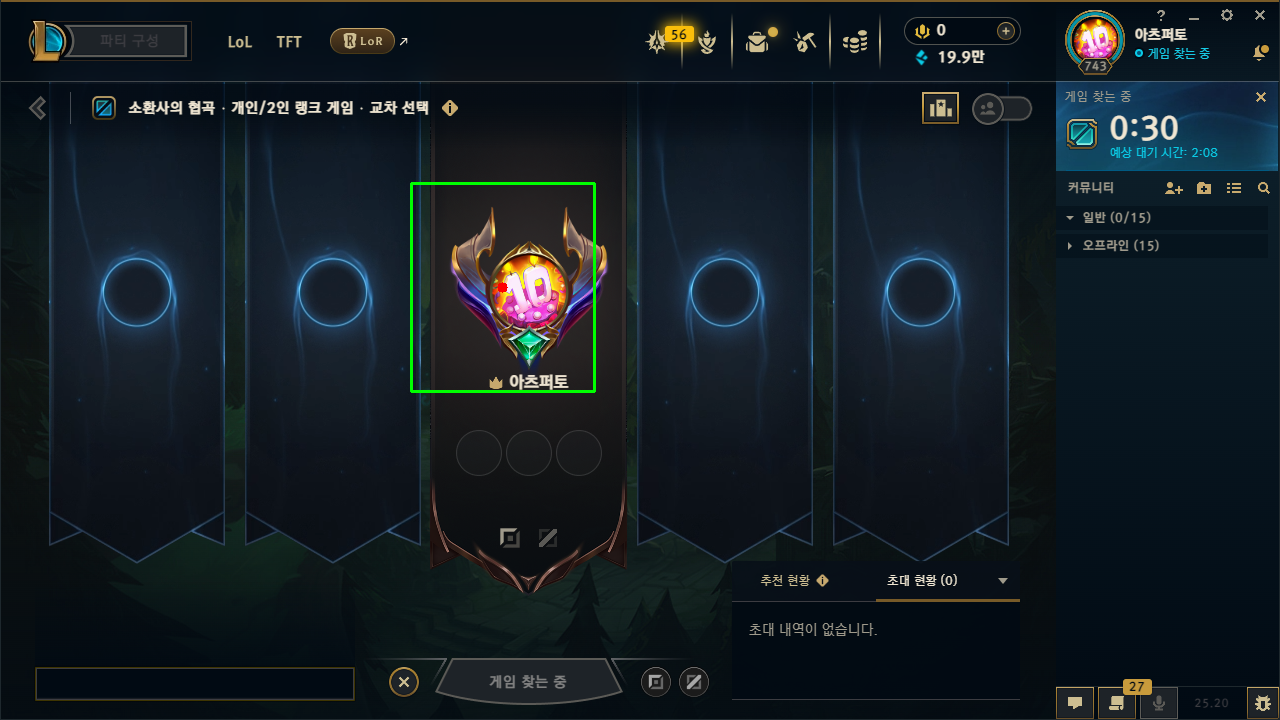 파티 구성
LoL
TFT
LoR
56
0
19.9만
743
아츠퍼토
게임 찾는 중
소환사의 협곡 · 개인/2인 랭크 게임 · 교차 선택
게임 찾는 중
0:30
예상 대기 시간: 2:08
커뮤니티
일반 (0/15)
오프라인 (15)
10
아츠퍼토
추천 현황
초대 현황 (0)
초대 내역이 없습니다.
게임 찾는 중
27
25.20